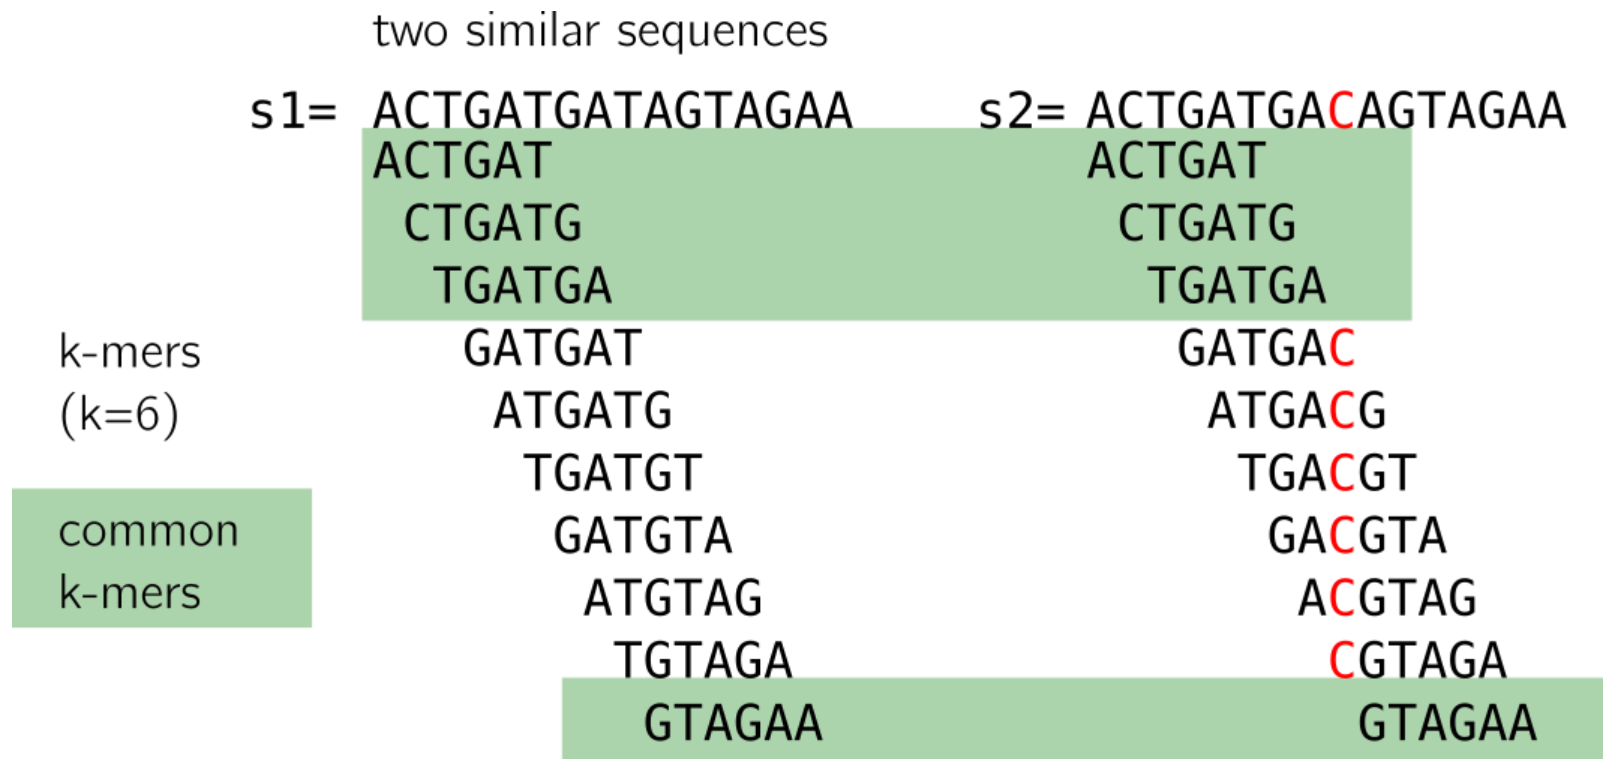 two similar sequences
s1= ACTGATGATAGTAGAA s2= ACTGATGACAGTAGAA
ACTGAT ACTGAT
CTGATG CTGATG
TGATGA TGATGA
k-mers GATGAT GATGAC
(k=6) ATGATG ATGACG
TGATGT TGACGT
common GATGTA GACGTA
k-mers ATGTAG ACGTAG
TGTAGA CGTAGA
GTAGAA GTAGAA